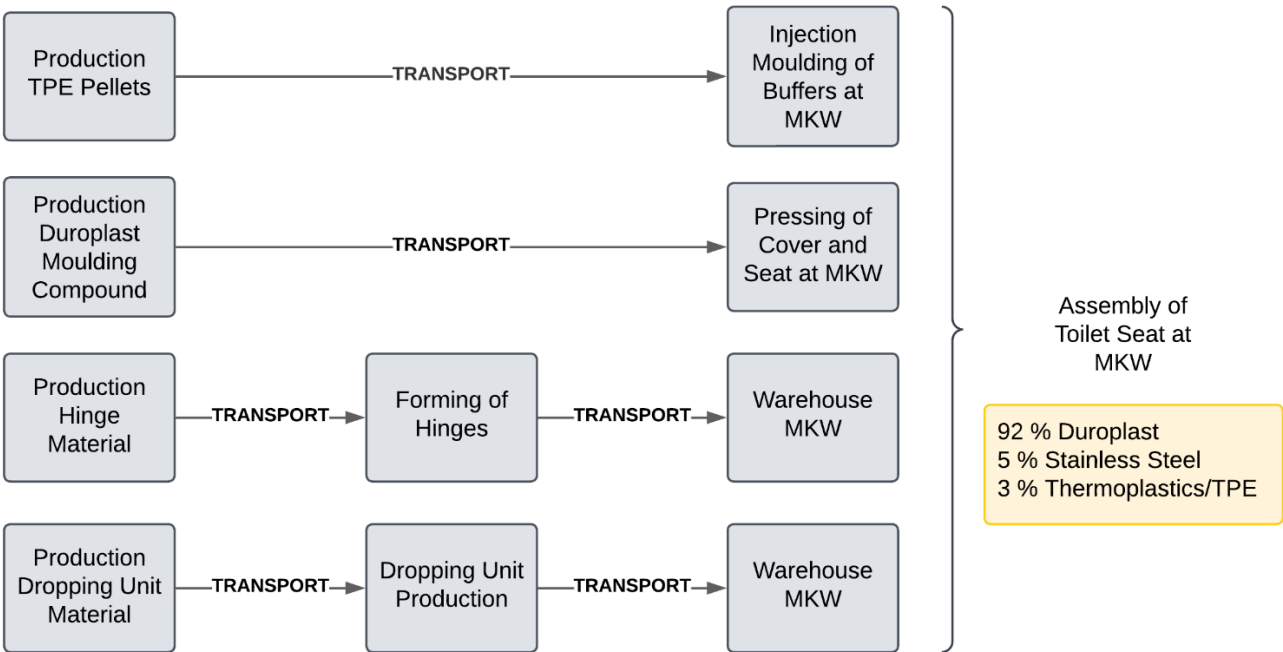 Production
TPE Pellets
TRANSPORT
Injection
Moulding of
Buffers at
MKW
Production
Duroplast
Moulding
Compound
TRANSPORT
Pressing of
Cover and
Seat at MKW
Production
Hinge
Material
TRANSPORT
Forming of
Hinges
TRANSPORT
Warehouse
MKW
Production
Dropping Unit
Material
TRANSPORT
Dropping Unit
Production
TRANSPORT
Warehouse
MKW
Assembly of
Toilet Seat at
MKW
92 % Duroplast
5 % Stainless Steel
3 % Thermoplastics/TPE